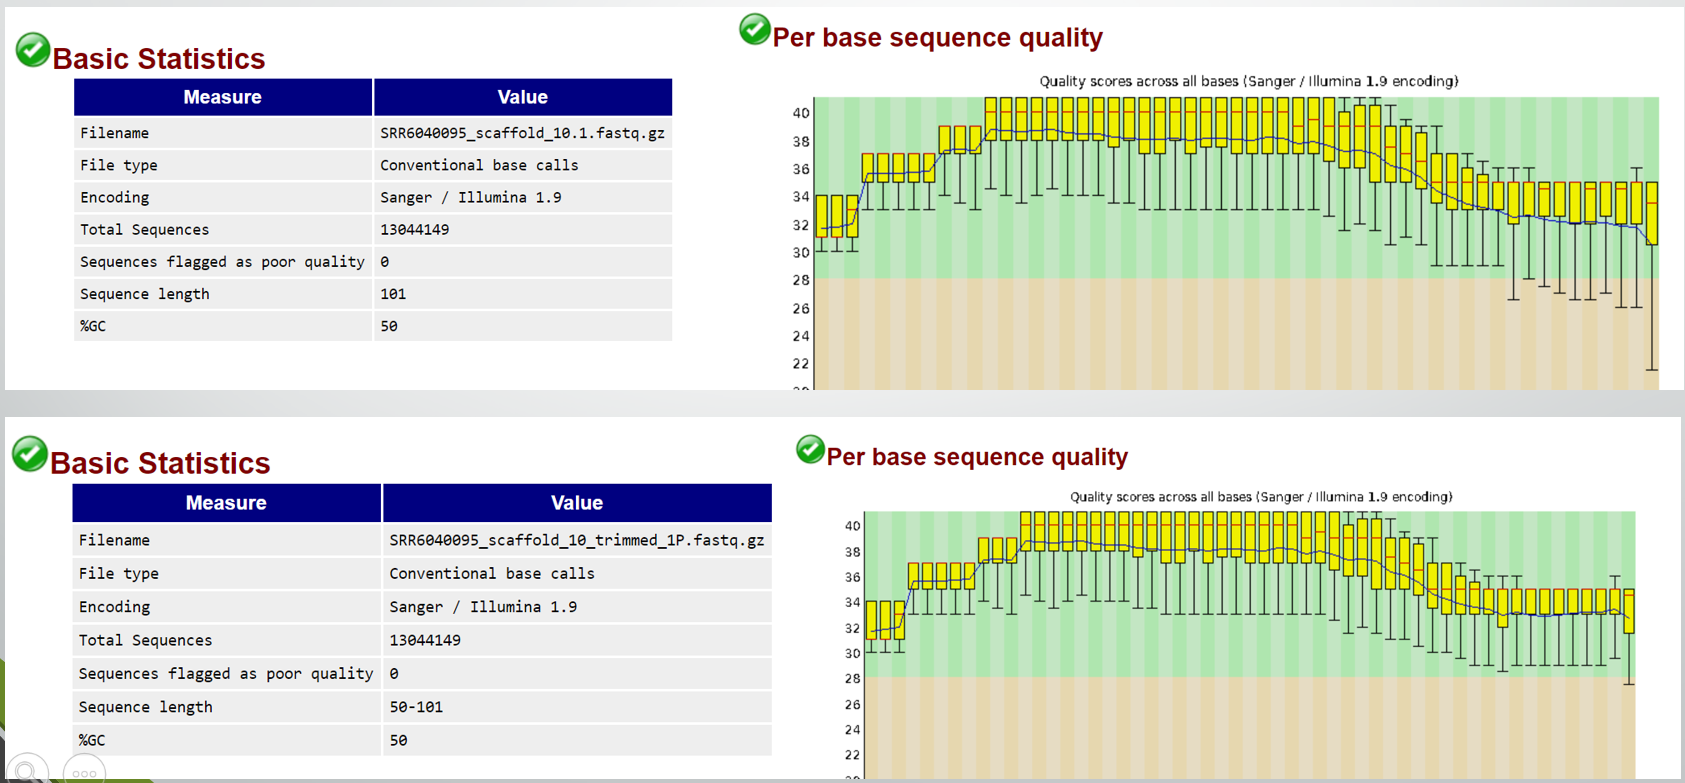 Basic Statistics
Measure Value
Filename SRR6040095_scaffold_10.1.fastq.gz
File type Conventional base calls
Encoding Sanger / Illumina 1.9
Total Sequences 13044149
Sequences flagged as poor quality 0
Sequence length 101
%GC 50
Per base sequence quality
Quality scores across all bases (Sanger / Illumina 1.9 encoding)
40
38
36
34
32
30
28
26
24
22
Basic Statistics
Measure Value
Filename SRR6040095_scaffold_10_trimmed_1P.fastq.gz
File type Conventional base calls
Encoding Sanger / Illumina 1.9
Total Sequences 13044149
Sequences flagged as poor quality 0
Sequence length 50-101
%GC 50
Per base sequence quality
Quality scores across all bases (Sanger / Illumina 1.9 encoding)
40
38
36
34
32
30
28
26
24
22